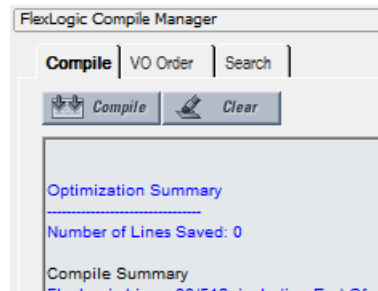 FlexLogic Compile Manager
Compile VO Order Search
Compile Clear
Optimization Summary
------------------------------
Number of Lines Saved: 0
Compile Summary